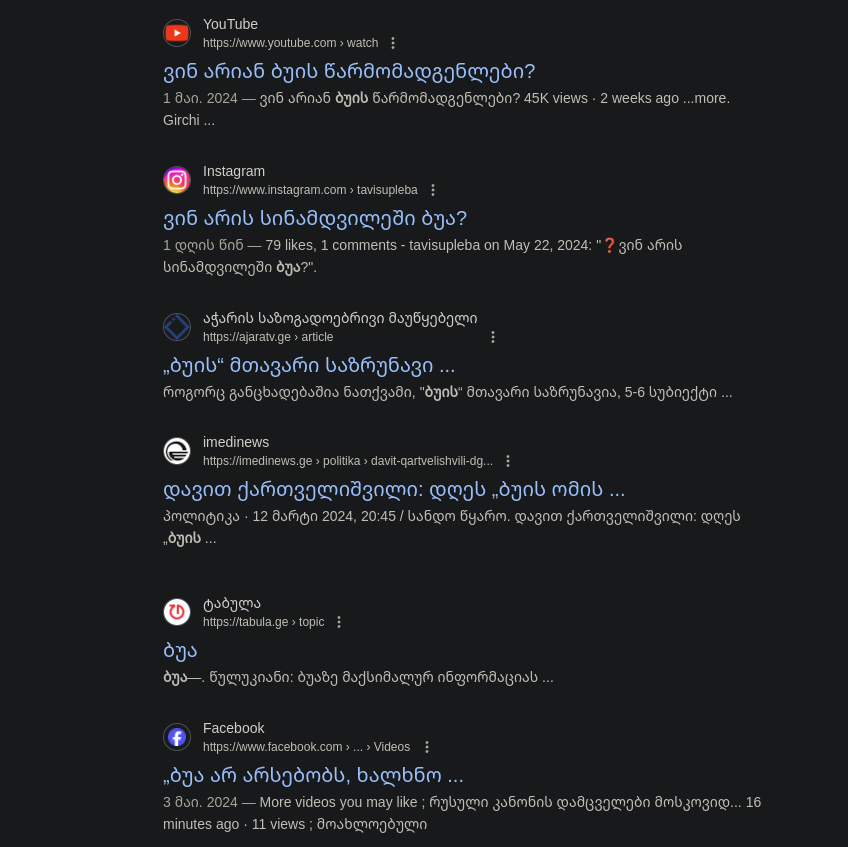 YouTube
https://www.youtube.com › watch
ვინ არიან ბუის წარმომადგენლები?
1 მაი. 2024 — ვინ არიან ბუის წარმომადგენლები? 45K views · 2 weeks ago ...more.
Girchi ...
Instagram
https://www.instagram.com › tavisupleba
ვინ არის სინამდვილეში ბუა?
1 დღის წინ — 79 likes, 1 comments - tavisupleba on May 22, 2024: "❓ვინ არის
სინამდვილეში ბუა?".
აჭარის საზოგადოებრივი მაუწყებელი
https://ajaratv.ge › article
„ბუის“ მთავარი საზრუნავი ...
როგორც განცხადებაშია ნათქვამი, "ბუის“ მთავარი საზრუნავია, 5-6 სუბიექტი ...
imedinews
https://imedinews.ge › politika › davit-qartvelishvili-dg...
დავით ქართველიშვილი: დღეს „ბუის ომის ...
პოლიტიკა · 12 მარტი 2024, 20:45 / სანდო წყარო. დავით ქართველიშვილი: დღეს
„ბუის ...
ტაბულა
https://tabula.ge › topic
ბუა
ბუა—. წულუკიანი: ბუაზე მაქსიმალურ ინფორმაციას ...
Facebook
https://www.facebook.com › ... › Videos
„ბუა არ არსებობს, ხალხნო ...
3 მაი. 2024 — More videos you may like ; რუსული კანონის დამცველები მოსკოვიდ... 16
minutes ago · 11 views ; მოახლოებული